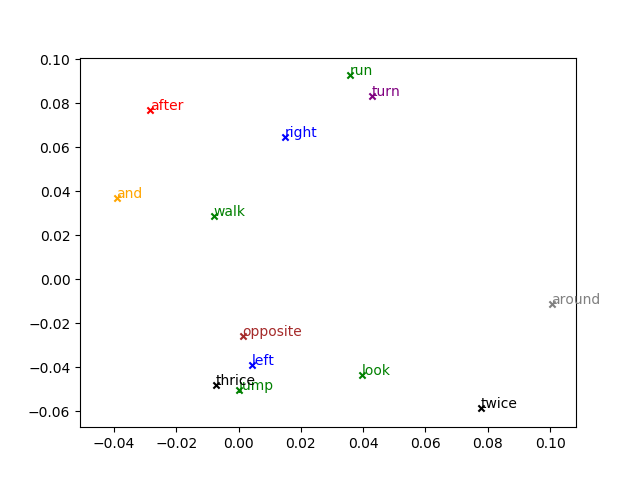 0.10
run
turn
0.08
after
right
0.06
0.04
and
walk
0.02
0.00
around
−0.02
opposite
left
−0.04
look
thrice
jump
twice
−0.06
−0.04 −0.02 0.00 0.02 0.04 0.06 0.08 0.10